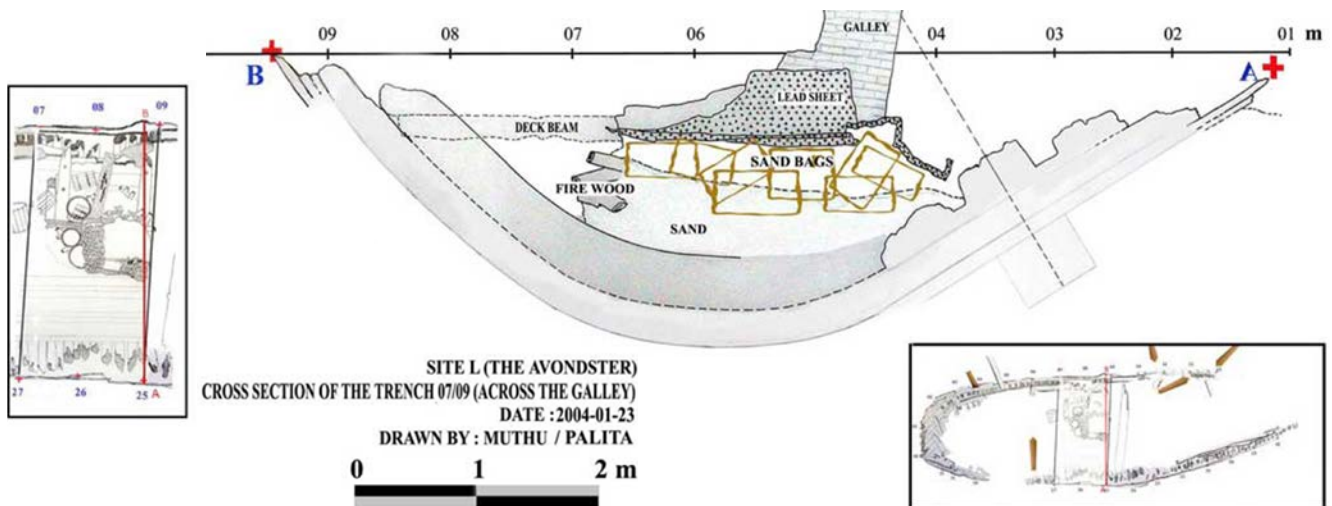 09 08 07 06 04 03 02 01 m
GALLEY
B
A
LEAD SHEET
DECK BEAM
SAND BAGS
FIRE WOOD
SAND
07 08 B 09
27 26 25 A
SITE L (THE AVONDSTER)
CROSS SECTION OF THE TRENCH 07/09 (ACROSS THE GALLEY)
DATE : 2004-01-23
DRAWN BY : MUTHU / PALITA
0 1 2 m